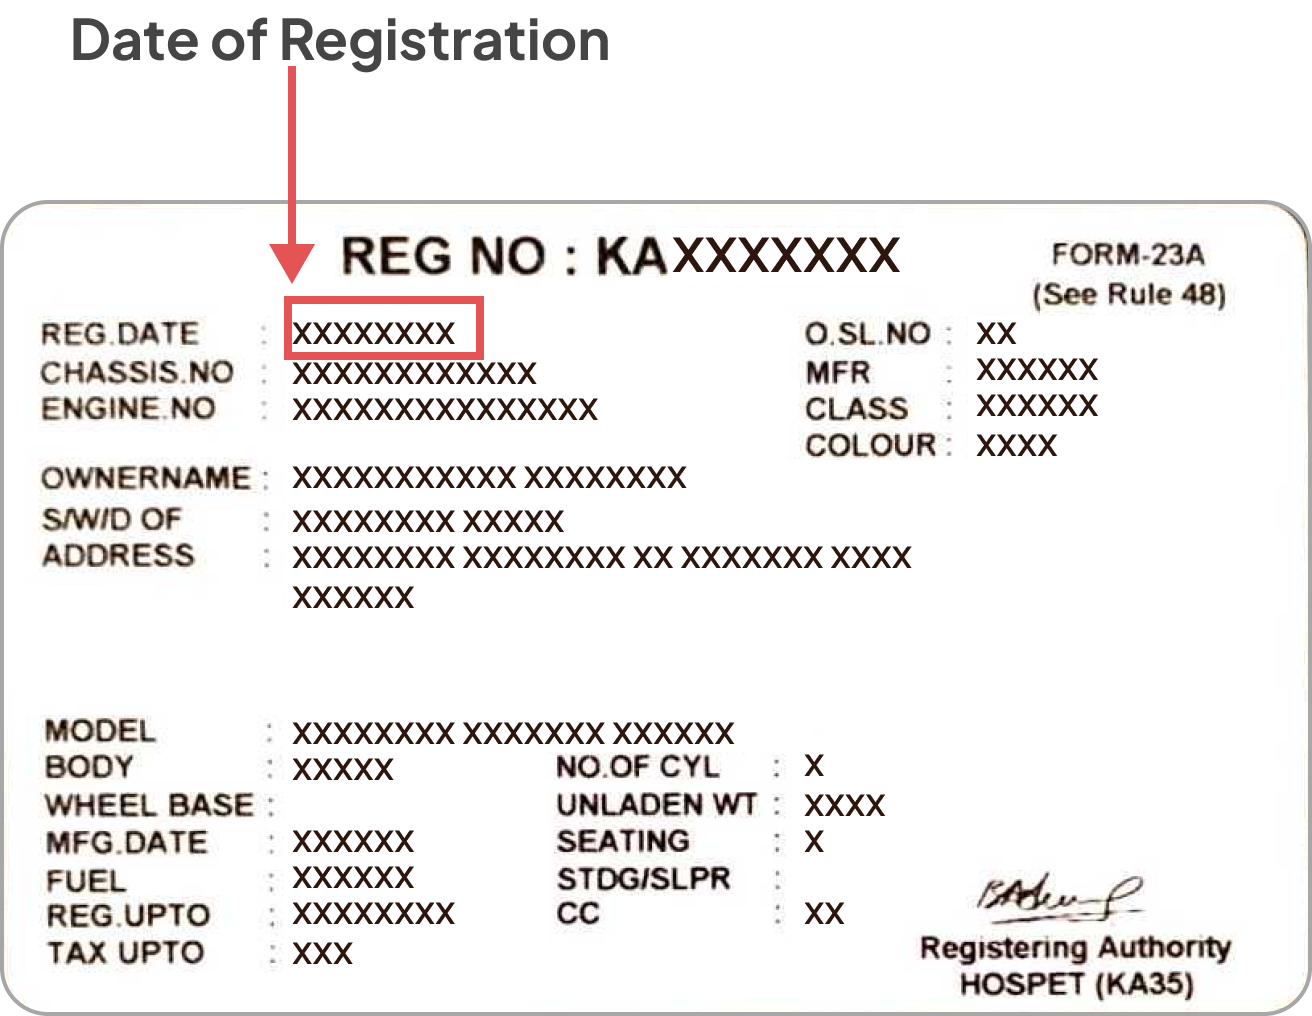 Date of Registration
REG NO : KAXXXXXXX
FORM-23A
(See Rule 48)
REG.DATE : XXXXXXXX
O.SL.NO : XX
CHASSIS.NO : XXXXXXXXXXXX
MFR : XXXXXX
ENGINE.NO : XXXXXXXXXXXXXXX
CLASS : XXXXXX
COLOUR : XXXX
OWNERNAME : XXXXXXXXXXX XXXXXXXX
S/W/D OF : XXXXXXXX XXXXX
ADDRESS : XXXXXXXX XXXXXXXX XX XXXXXXX XXXX
XXXXXX
MODEL : XXXXXXXX XXXXXXX XXXXXX
BODY : XXXXX
NO.OF CYL : X
WHEEL BASE :
UNLADEN WT : XXXX
MFG.DATE : XXXXXX
SEATING : X
FUEL : XXXXXX
STDG/SLPR :
REG.UPTO : XXXXXXXX
CC : XX
TAX UPTO : XXX
Registering Authority
HOSPET (KA35)